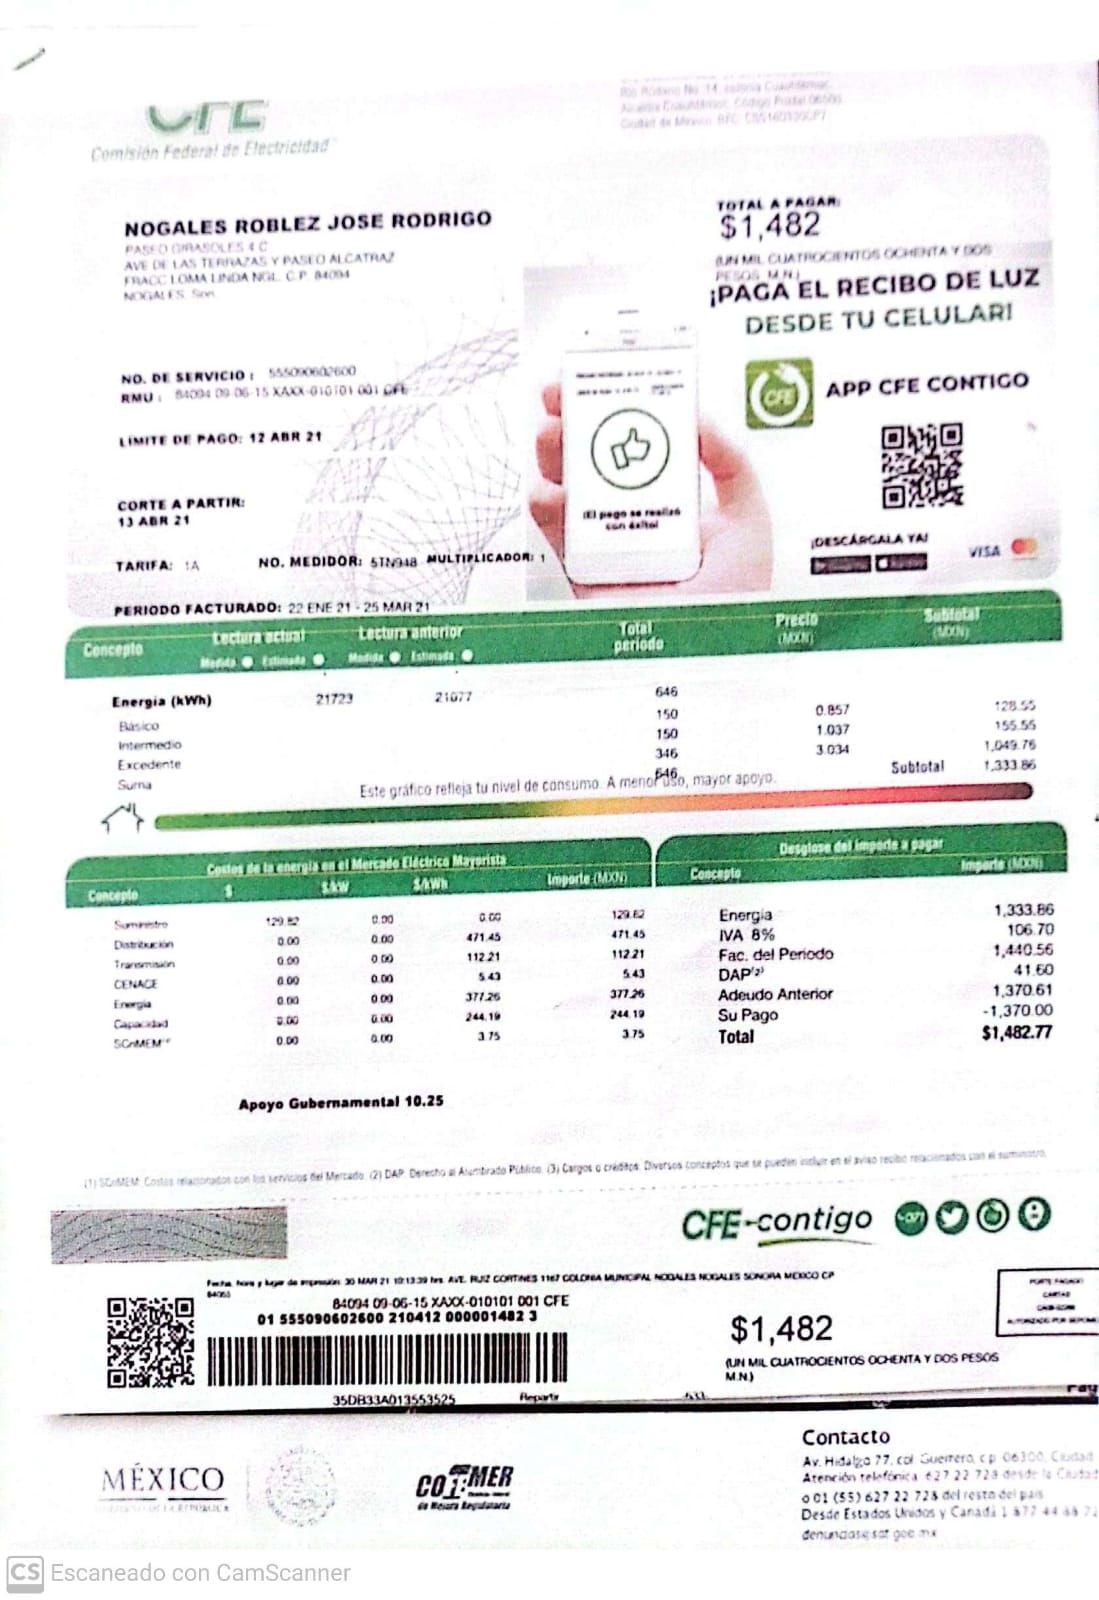 CFE
Comisión Federal de Electricidad
Río Ródano No. 14, colonia Cuauhtémoc,
Alcaldía Cuauhtémoc, Código Postal 06500
Ciudad de México. RFC:
NOGALES ROBLEZ JOSE RODRIGO
PASEO GIRASOLES 4 C
AVE DE LAS TERRAZAS Y PASEO ALCATRAZ
FRACC LOMA LINDA NGL. C.P. 84094
NOGALES, Son.
TOTAL A PAGAR:
$1,482
(UN MIL CUATROCIENTOS OCHENTA Y DOS
PESOS M.N.)
¡PAGA EL RECIBO DE LUZ
DESDE TU CELULAR!
CFE
APP CFE CONTIGO
¡El pago se realizó
con éxito!
¡DESCÁRGALA YA!
VISA
NO. DE SERVICIO : 555090602600
RMU : 84094 09-06-15 XAXX-010101 001 CFE
LIMITE DE PAGO: 12 ABR 21
CORTE A PARTIR:
13 ABR 21
TARIFA: 1A NO. MEDIDOR: 5TN948 MULTIPLICADOR: 1
PERIODO FACTURADO: 22 ENE 21 - 25 MAR 21
Concepto Lectura actual Lectura anterior Total periodo Precio (MXN) Subtotal (MXN)
Medida Estimada Medida Estimada
Energía (kWh) 21723 21077 646
Básico 150 0.857 128.55
Intermedio 150 1.037 155.55
Excedente 346 3.034 1,049.76
Suma 646 Subtotal 1,333.86
Este gráfico refleja tu nivel de consumo. A menor uso, mayor apoyo.
Costos de la energía en el Mercado Eléctrico Mayorista
Concepto $ $/kW $/kWh Importe (MXN)
Suministro 129.82 0.00 0.00 129.82
Distribución 0.00 0.00 471.45 471.45
Transmisión 0.00 0.00 112.21 112.21
CENACE 0.00 0.00 5.43 5.43
Energía 0.00 0.00 377.26 377.26
Capacidad 0.00 0.00 244.19 244.19
SCnMEM 0.00 0.00 3.75 3.75
Desglose del importe a pagar
Concepto Importe (MXN)
Energía 1,333.86
IVA 8% 106.70
Fac. del Periodo 1,440.56
DAP(2) 41.60
Adeudo Anterior 1,370.61
Su Pago -1,370.00
Total $1,482.77
Apoyo Gubernamental 10.25
(1) SCnMEM: Costos relacionados con los servicios del Mercado. (2) DAP: Derecho al Alumbrado Público. (3) Cargos o créditos: Diversos conceptos que se pueden incluir en el aviso recibo relacionados con el suministro.
CFE-contigo
071
Fecha, hora y lugar de impresión: 30 MAR 21 10:13:39 hrs. AVE. RUIZ CORTINES 1167 COLONIA MUNICIPAL NOGALES NOGALES SONORA MEXICO CP
84094 09-06-15 XAXX-010101 001 CFE
01 555090602600 210412 000001482 3
35DB33A013553525
Repartir
$1,482
(UN MIL CUATROCIENTOS OCHENTA Y DOS PESOS
M.N.)
PORTE PAGADO
CARTAS
MÉXICO
GOBIERNO DE LA REPÚBLICA
COFEMER
de Mejora Regulatoria
Contacto
Av. Hidalgo 77, col. Guerrero, c.p. 06300, Ciudad
Atención telefónica 627 22 728 desde la Ciudad
o 01 (55) 627 22 728 del resto del país
Desde Estados Unidos y Canadá 1 877 44 88 72
denuncias@sat.gob.mx
CS Escaneado con CamScanner